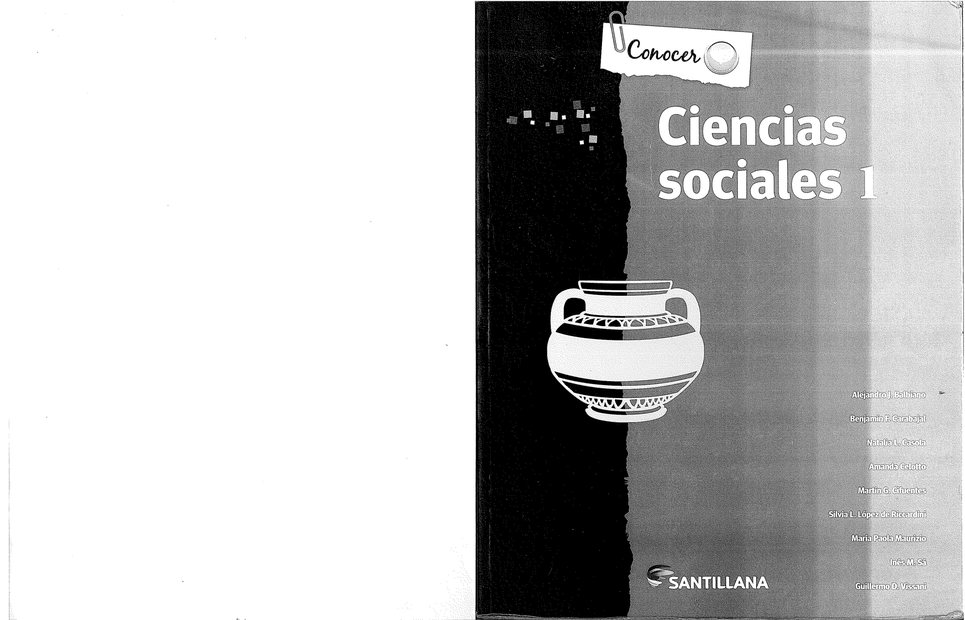 Conocer
Ciencias
sociales 1
Alejandro J. Balbiano
Benjamín F. Carabajal
Natalia L. Casola
Amanda Celotto
Martín G. Cifuentes
Silvia L. López de Riccardini
María Paola Maurizio
Inés M. Sá
Guillermo D. Vissani
SANTILLANA